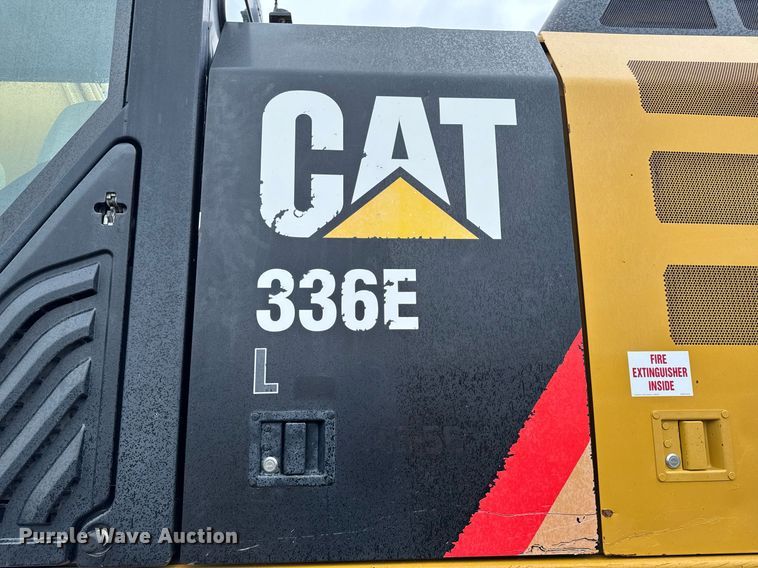 CAT
336E
L
FIRE
EXTINGUISHER
INSIDE
Purple Wave Auction